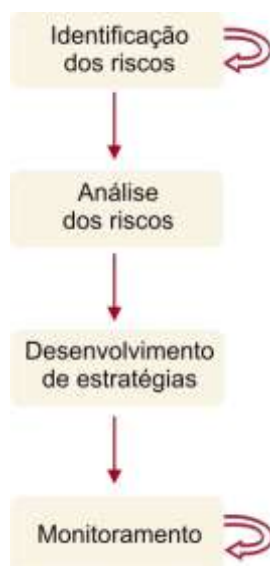 Identificação
dos riscos
Análise
dos riscos
Desenvolvimento
de estratégias
Monitoramento